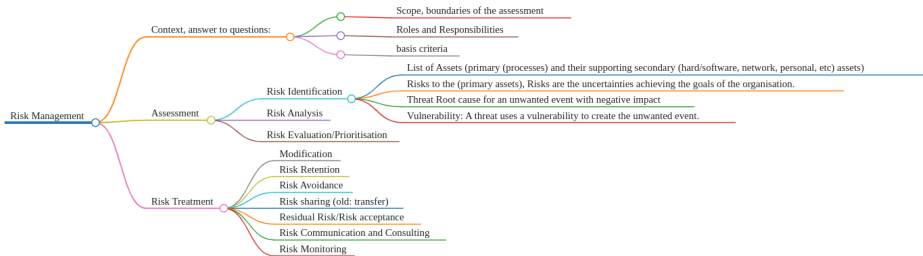 Risk Management
Context, answer to questions:
Scope, boundaries of the assessment
Roles and Responsibilities
basis criteria
Assessment
Risk Identification
List of Assets (primary (processes) and their supporting secondary (hard/software, network, personal, etc) assets)
Risks to the (primary assets), Risks are the uncertainties achieving the goals of the organisation.
Threat Root cause for an unwanted event with negative impact
Vulnerability: A threat uses a vulnerability to create the unwanted event.
Risk Analysis
Risk Evaluation/Prioritisation
Risk Treatment
Modification
Risk Retention
Risk Avoidance
Risk sharing (old: transfer)
Residual Risk/Risk acceptance
Risk Communication and Consulting
Risk Monitoring